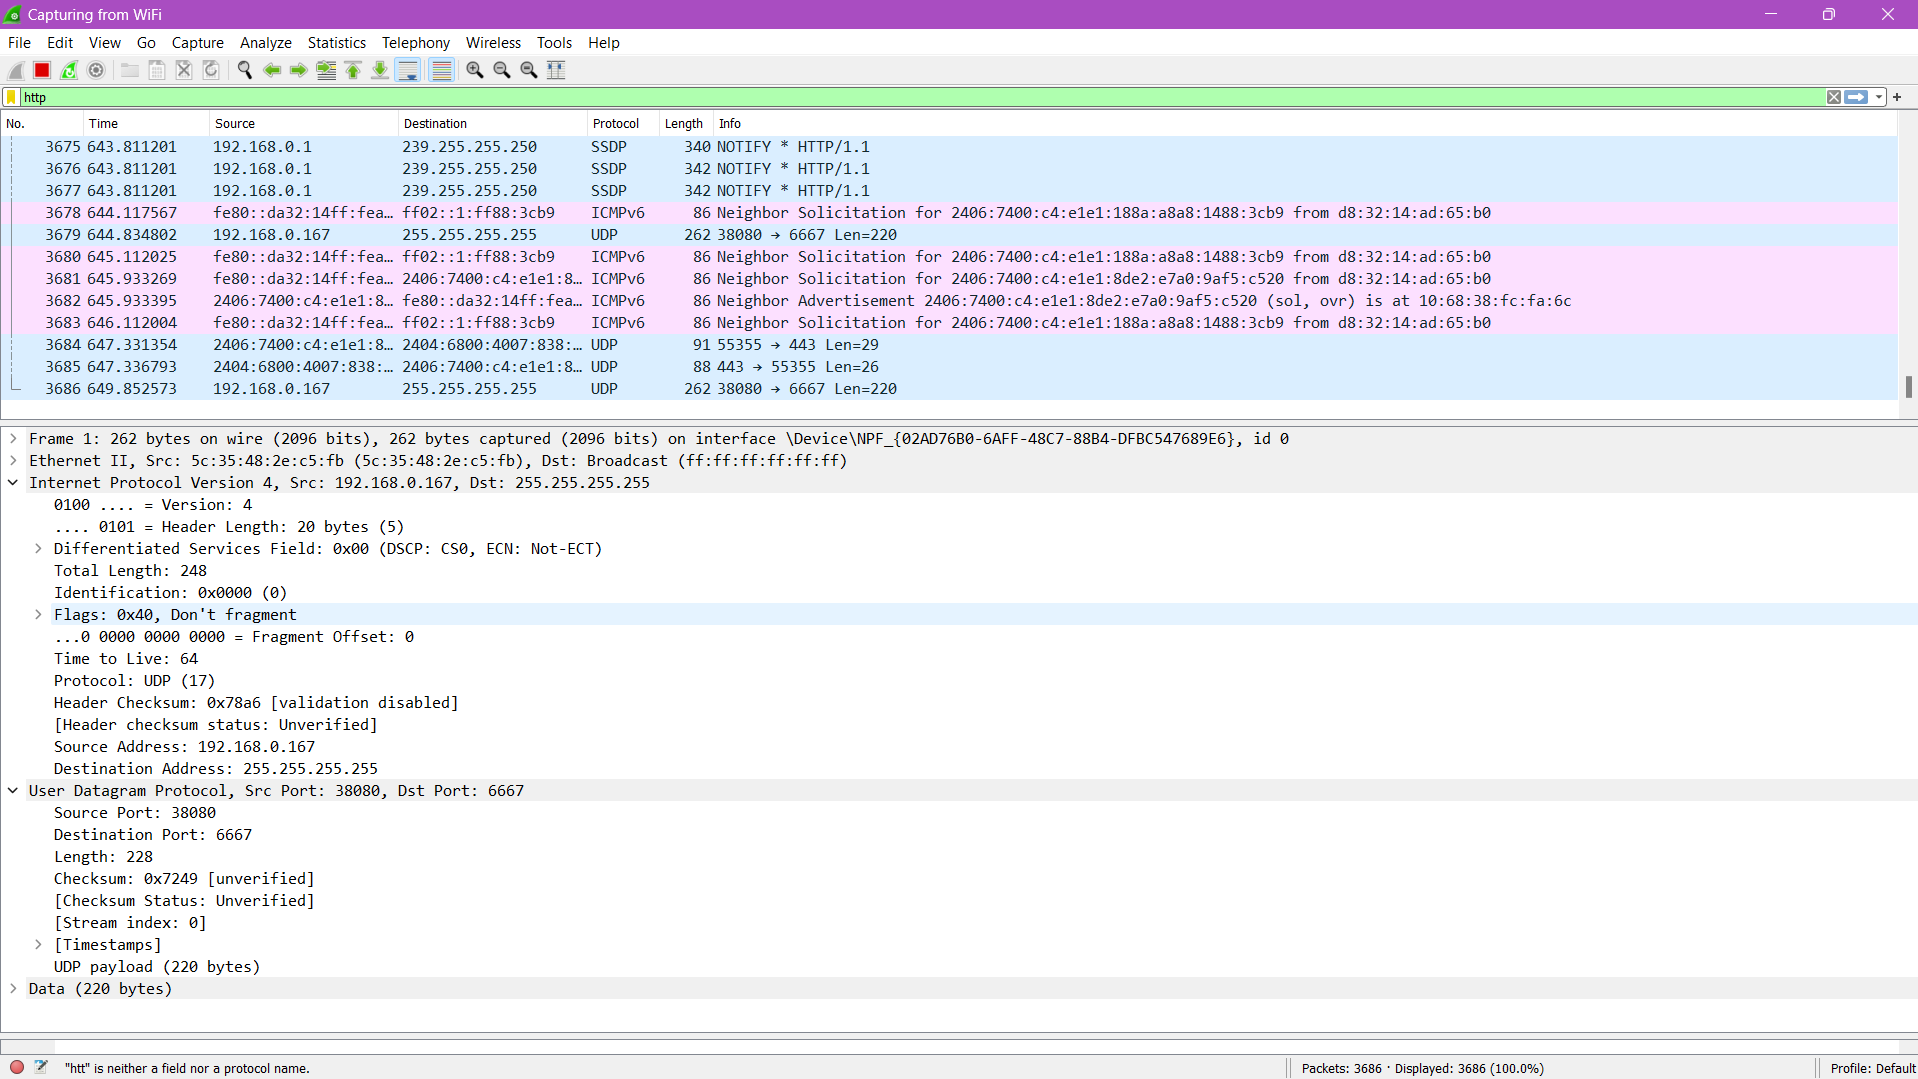 Capturing from WiFi
File Edit View Go Capture Analyze Statistics Telephony Wireless Tools Help
http
No. Time Source Destination Protocol Length Info
3675 643.811201 192.168.0.1 239.255.255.250 SSDP 340 NOTIFY * HTTP/1.1
3676 643.811201 192.168.0.1 239.255.255.250 SSDP 342 NOTIFY * HTTP/1.1
3677 643.811201 192.168.0.1 239.255.255.250 SSDP 342 NOTIFY * HTTP/1.1
3678 644.117567 fe80::da32:14ff:fea… ff02::1:ff88:3cb9 ICMPv6 86 Neighbor Solicitation for 2406:7400:c4:e1e1:188a:a8a8:1488:3cb9 from d8:32:14:ad:65:b0
3679 644.834802 192.168.0.167 255.255.255.255 UDP 262 38080 → 6667 Len=220
3680 645.112025 fe80::da32:14ff:fea… ff02::1:ff88:3cb9 ICMPv6 86 Neighbor Solicitation for 2406:7400:c4:e1e1:188a:a8a8:1488:3cb9 from d8:32:14:ad:65:b0
3681 645.933269 fe80::da32:14ff:fea… 2406:7400:c4:e1e1:8… ICMPv6 86 Neighbor Solicitation for 2406:7400:c4:e1e1:8de2:e7a0:9af5:c520 from d8:32:14:ad:65:b0
3682 645.933395 2406:7400:c4:e1e1:8… fe80::da32:14ff:fea… ICMPv6 86 Neighbor Advertisement 2406:7400:c4:e1e1:8de2:e7a0:9af5:c520 (sol, ovr) is at 10:68:38:fc:fa:6c
3683 646.112004 fe80::da32:14ff:fea… ff02::1:ff88:3cb9 ICMPv6 86 Neighbor Solicitation for 2406:7400:c4:e1e1:188a:a8a8:1488:3cb9 from d8:32:14:ad:65:b0
3684 647.331354 2406:7400:c4:e1e1:8… 2404:6800:4007:838:… UDP 91 55355 → 443 Len=29
3685 647.336793 2404:6800:4007:838:… 2406:7400:c4:e1e1:8… UDP 88 443 → 55355 Len=26
3686 649.852573 192.168.0.167 255.255.255.255 UDP 262 38080 → 6667 Len=220
Frame 1: 262 bytes on wire (2096 bits), 262 bytes captured (2096 bits) on interface \Device\NPF_{02AD76B0-6AFF-48C7-88B4-DFBC547689E6}, id 0
Ethernet II, Src: 5c:35:48:2e:c5:fb (5c:35:48:2e:c5:fb), Dst: Broadcast (ff:ff:ff:ff:ff:ff)
Internet Protocol Version 4, Src: 192.168.0.167, Dst: 255.255.255.255
0100 .... = Version: 4
.... 0101 = Header Length: 20 bytes (5)
Differentiated Services Field: 0x00 (DSCP: CS0, ECN: Not-ECT)
Total Length: 248
Identification: 0x0000 (0)
Flags: 0x40, Don't fragment
...0 0000 0000 0000 = Fragment Offset: 0
Time to Live: 64
Protocol: UDP (17)
Header Checksum: 0x78a6 [validation disabled]
[Header checksum status: Unverified]
Source Address: 192.168.0.167
Destination Address: 255.255.255.255
User Datagram Protocol, Src Port: 38080, Dst Port: 6667
Source Port: 38080
Destination Port: 6667
Length: 228
Checksum: 0x7249 [unverified]
[Checksum Status: Unverified]
[Stream index: 0]
[Timestamps]
UDP payload (220 bytes)
Data (220 bytes)
"htt" is neither a field nor a protocol name. Packets: 3686 · Displayed: 3686 (100.0%) Profile: Default